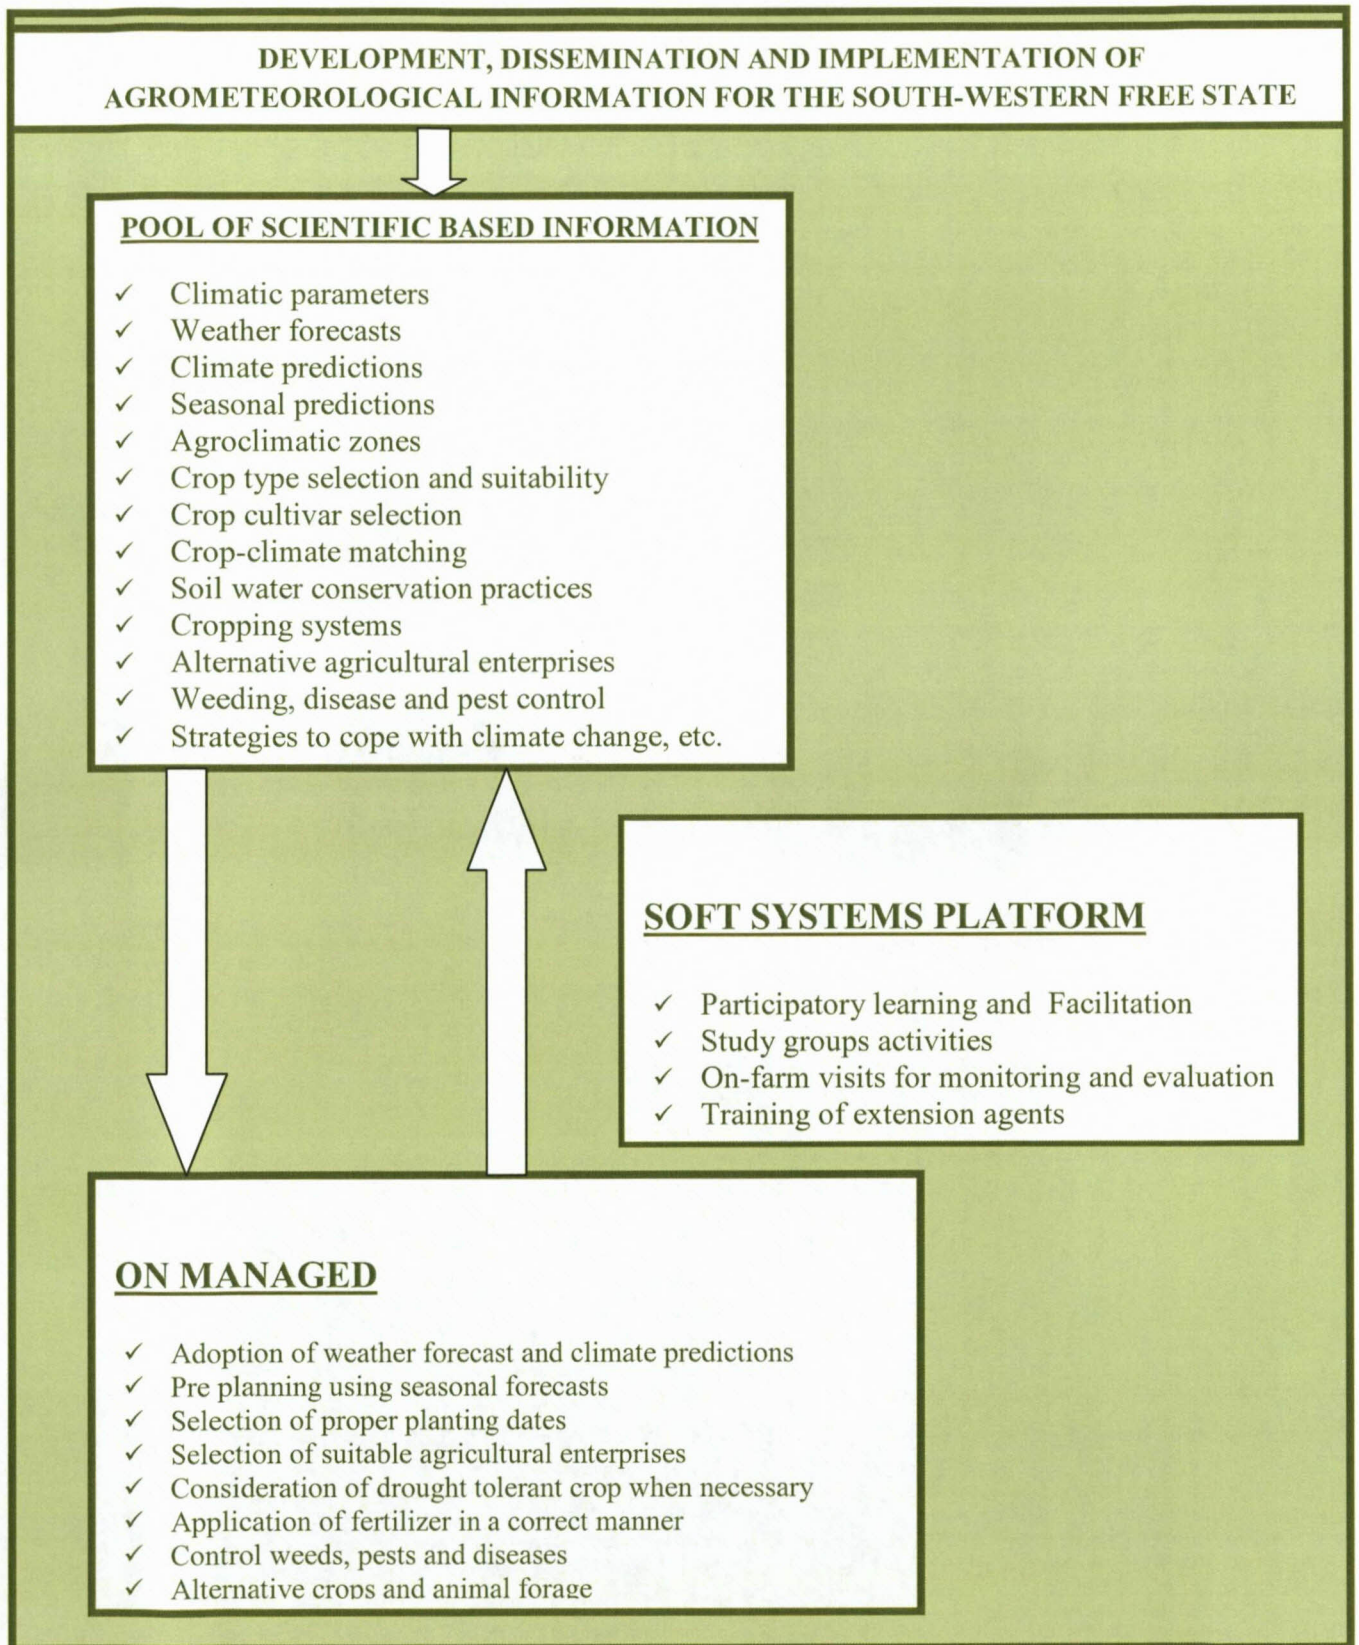 DEVELOPMENT, DISSEMINATION AND IMPLEMENTATION OF
AGROMETEOROLOGICAL INFORMATION FOR THE SOUTH-WESTERN FREE STATE
POOL OF SCIENTIFIC BASED INFORMATION
✓ Climatic parameters
✓ Weather forecasts
✓ Climate predictions
✓ Seasonal predictions
✓ Agroclimatic zones
✓ Crop type selection and suitability
✓ Crop cultivar selection
✓ Crop-climate matching
✓ Soil water conservation practices
✓ Cropping systems
✓ Alternative agricultural enterprises
✓ Weeding, disease and pest control
✓ Strategies to cope with climate change, etc.
SOFT SYSTEMS PLATFORM
✓ Participatory learning and Facilitation
✓ Study groups activities
✓ On-farm visits for monitoring and evaluation
✓ Training of extension agents
ON MANAGED
✓ Adoption of weather forecast and climate predictions
✓ Pre planning using seasonal forecasts
✓ Selection of proper planting dates
✓ Selection of suitable agricultural enterprises
✓ Consideration of drought tolerant crop when necessary
✓ Application of fertilizer in a correct manner
✓ Control weeds, pests and diseases
✓ Alternative crops and animal forage